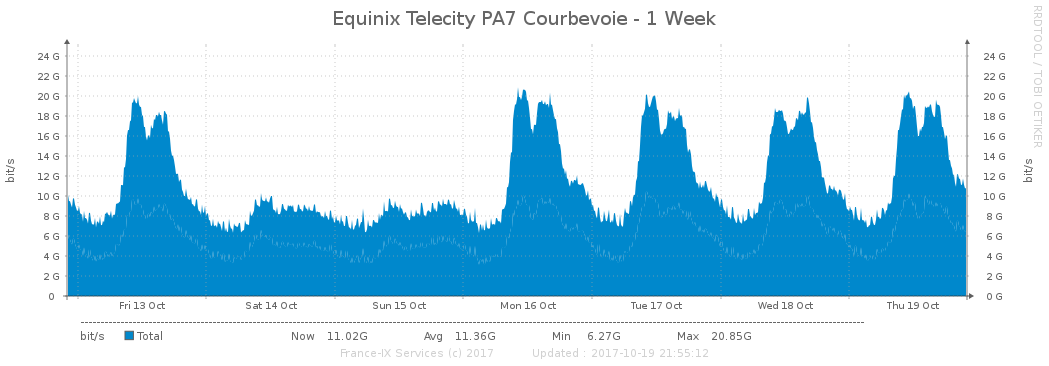 Equinix Telecity PA7 Courbevoie - 1 Week
RRDTOOL / TOBI OETIKER
bit/s
24 G 24 G
22 G 22 G
20 G 20 G
18 G 18 G
16 G 16 G
14 G 14 G
12 G 12 G
10 G 10 G
8 G 8 G
6 G 6 G
4 G 4 G
2 G 2 G
0 0 G
bit/s
Fri 13 Oct Sat 14 Oct Sun 15 Oct Mon 16 Oct Tue 17 Oct Wed 18 Oct Thu 19 Oct
bit/s Total Now 11.02G Avg 11.36G Min 6.27G Max 20.85G
France-IX Services (c) 2017 Updated : 2017-10-19 21:55:12